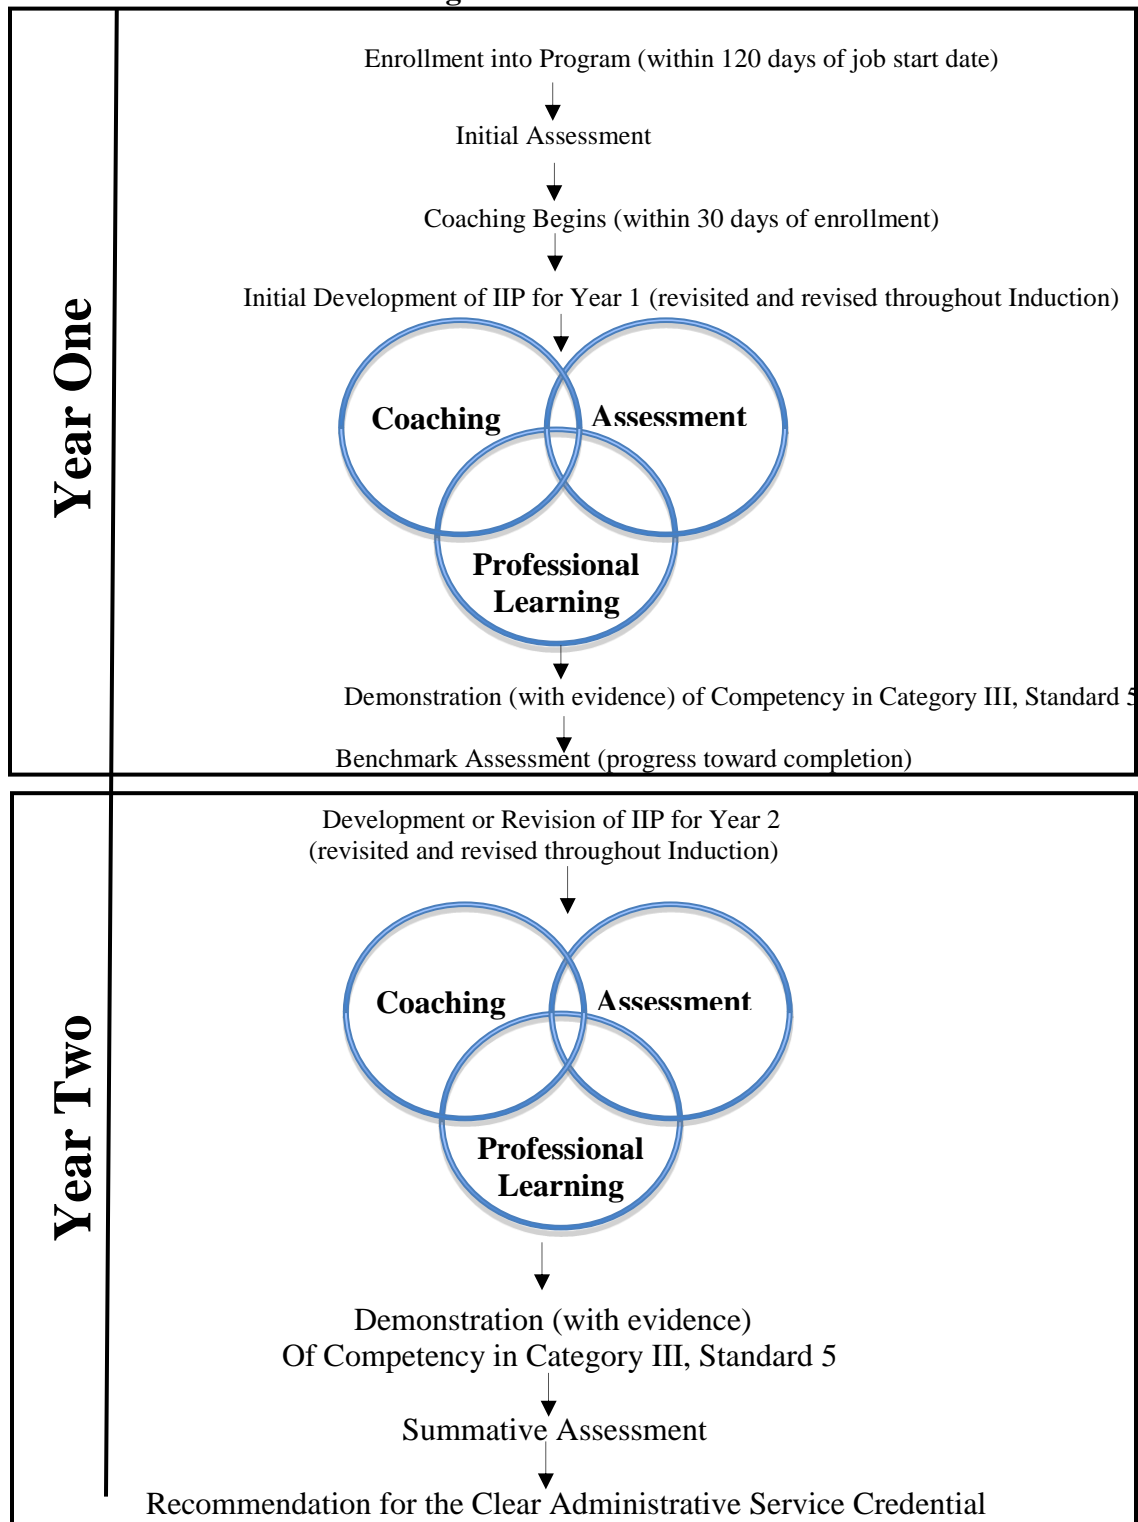 Enrollment into Program (within 120 days of job start date)
Initial Assessment
Coaching Begins (within 30 days of enrollment)
Initial Development of IIP for Year 1 (revisited and revised throughout Induction)
Year One
Coaching
Assessment
Professional
Learning
Demonstration (with evidence) of Competency in Category III, Standard 5
Benchmark Assessment (progress toward completion)
Development or Revision of IIP for Year 2
(revisited and revised throughout Induction)
Year Two
Coaching
Assessment
Professional
Learning
Demonstration (with evidence)
Of Competency in Category III, Standard 5
Summative Assessment
Recommendation for the Clear Administrative Service Credential